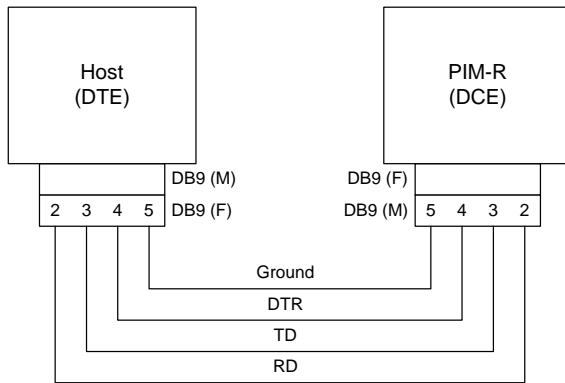 Host
(DTE)
PIM-R
(DCE)
DB9 (M)
DB9 (F)
2 3 4 5
DB9 (F)
DB9 (M)
5 4 3 2
Ground
DTR
TD
RD